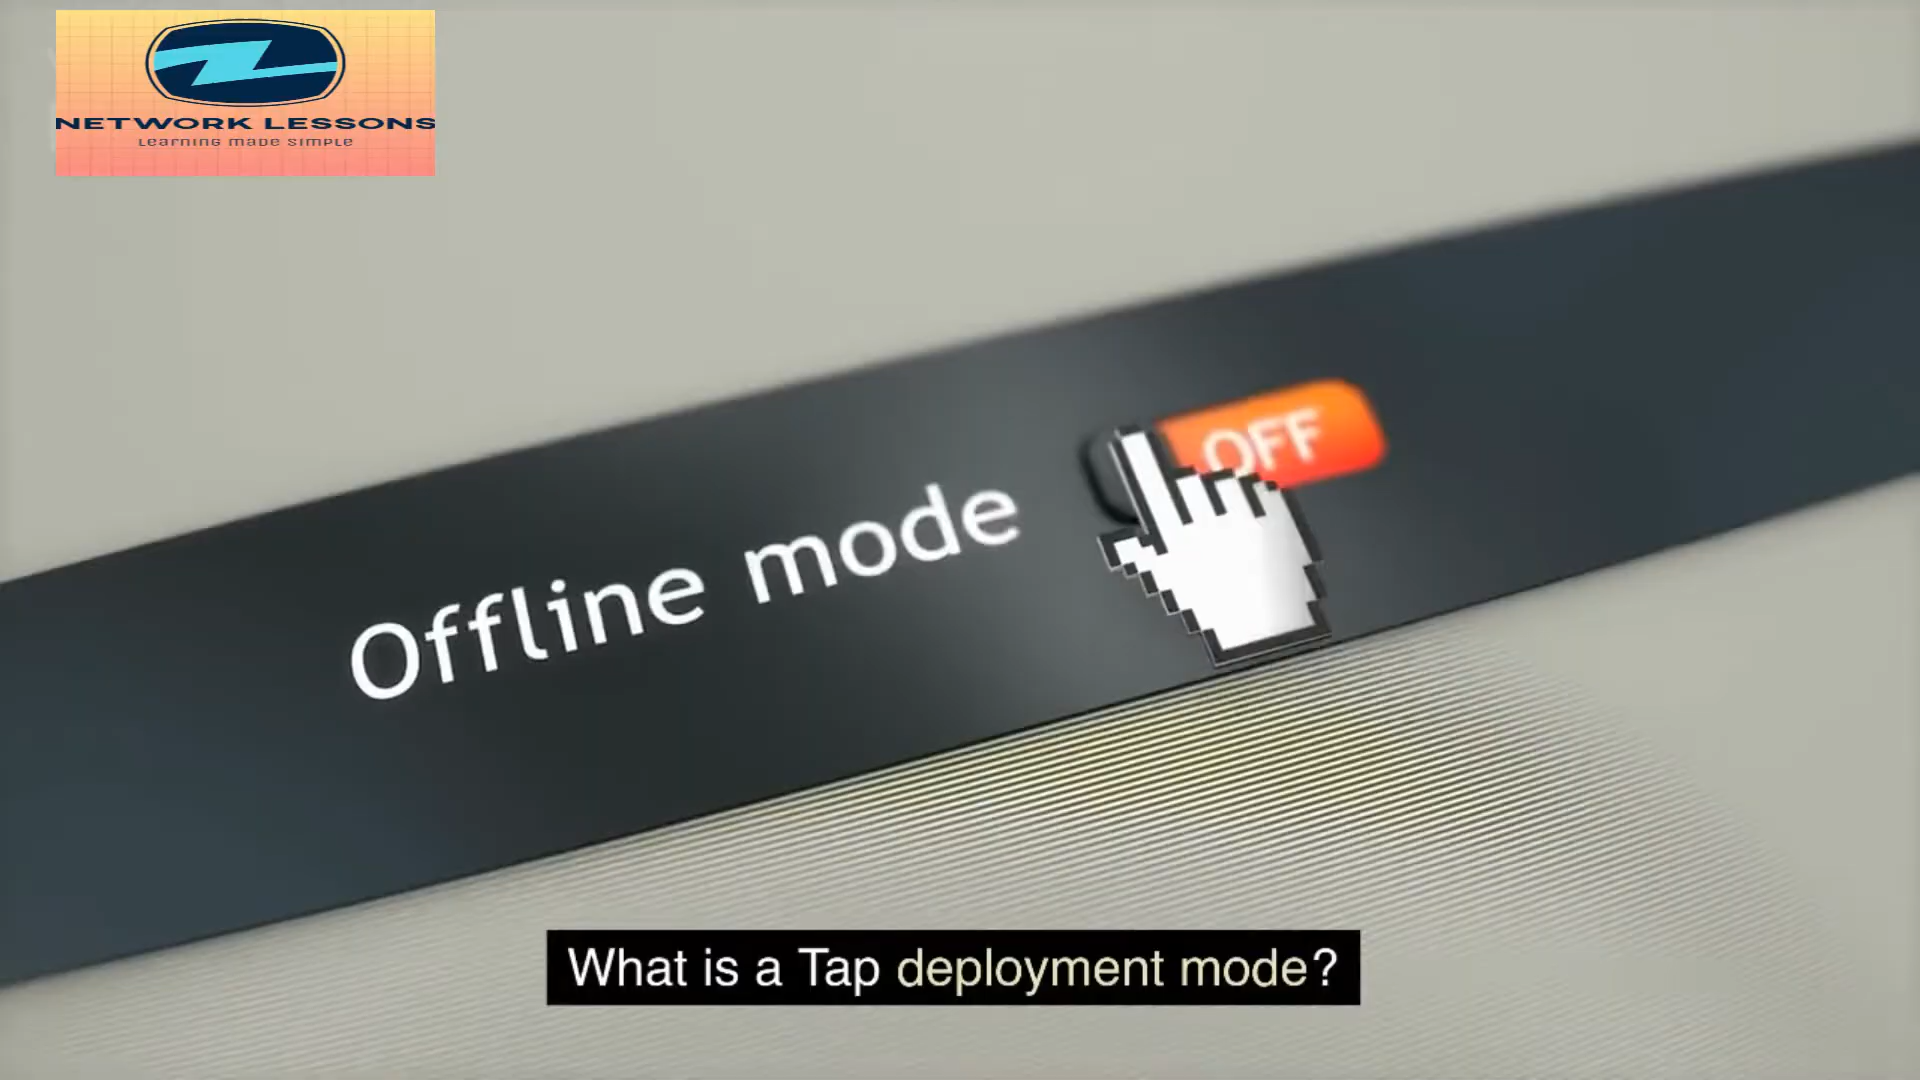 NETWORK LESSONS
Learning made simple
OFF
Offline mode
What is a Tap deployment mode?